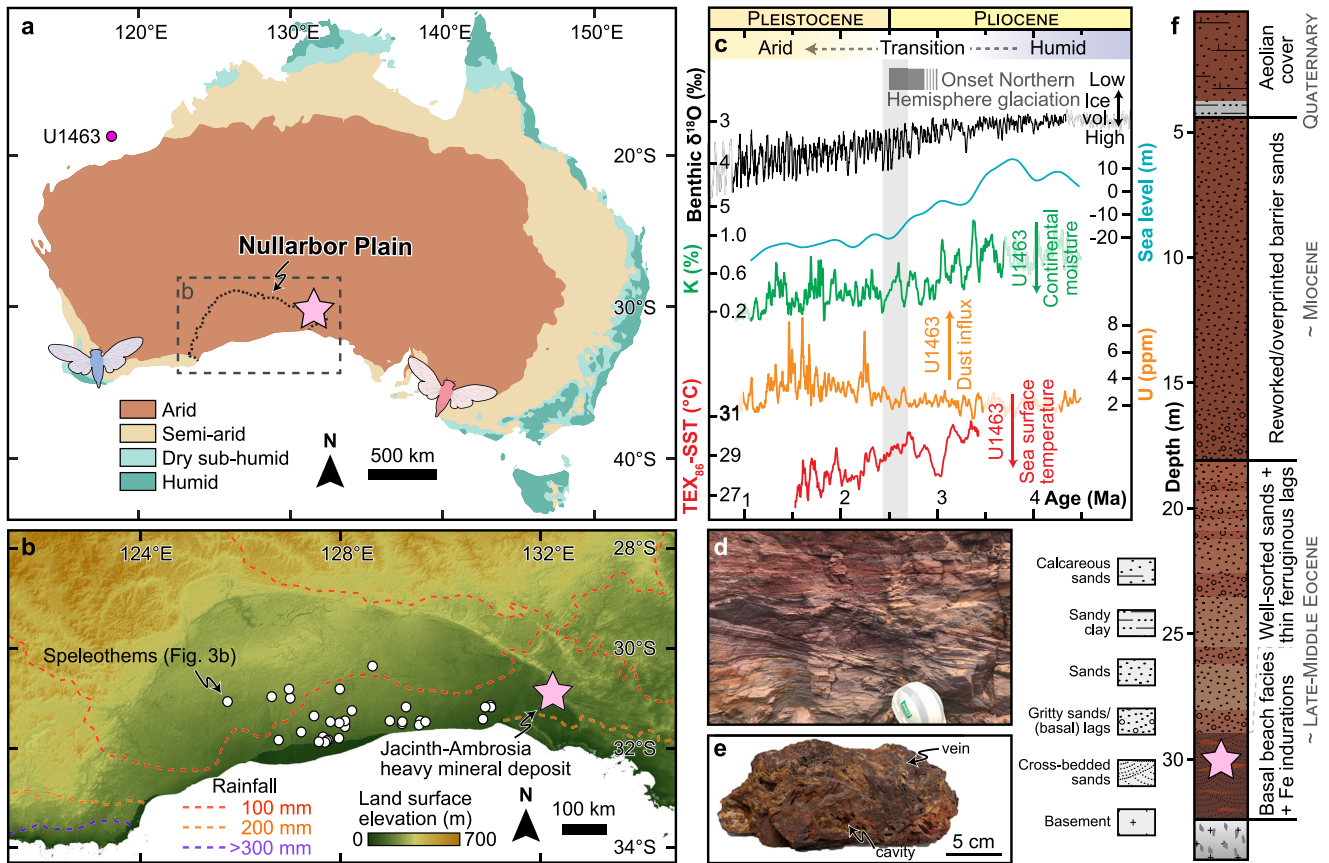 a
120°E
130°E
140°E
150°E
U1463
20°S
Nullarbor Plain
b
30°S
40°S
Arid
Semi-arid
Dry sub-humid
Humid
N
500 km
b
124°E
128°E
132°E
28°S
30°S
32°S
34°S
Speleothems (Fig. 3b)
Jacinth-Ambrosia
heavy mineral deposit
Rainfall
100 mm
200 mm
>300 mm
Land surface
elevation (m)
0
700
N
100 km
PLEISTOCENE
PLIOCENE
c
Arid
Transition
Humid
Onset Northern
Hemisphere glaciation
Low
Ice
vol.
High
Benthic δ¹⁸O (‰)
3
4
5
Sea level (m)
10
0
-10
-20
K (%)
1.0
0.6
0.2
U1463
Continental
moisture
U1463
Dust influx
U (ppm)
8
6
4
2
TEX₈₆-SST (°C)
31
29
27
U1463
Sea surface
temperature
1
2
3
4
Age (Ma)
d
e
vein
cavity
5 cm
Calcareous
sands
Sandy
clay
Sands
Gritty sands/
(basal) lags
Cross-bedded
sands
Basement
f
Depth (m)
5
10
15
20
25
30
Aeolian
cover
QUATERNARY
Reworked/overprinted barrier sands
~ MIOCENE
Well-sorted sands +
thin ferruginous lags
Basal beach facies
+ Fe indurations
~ LATE-MIDDLE EOCENE